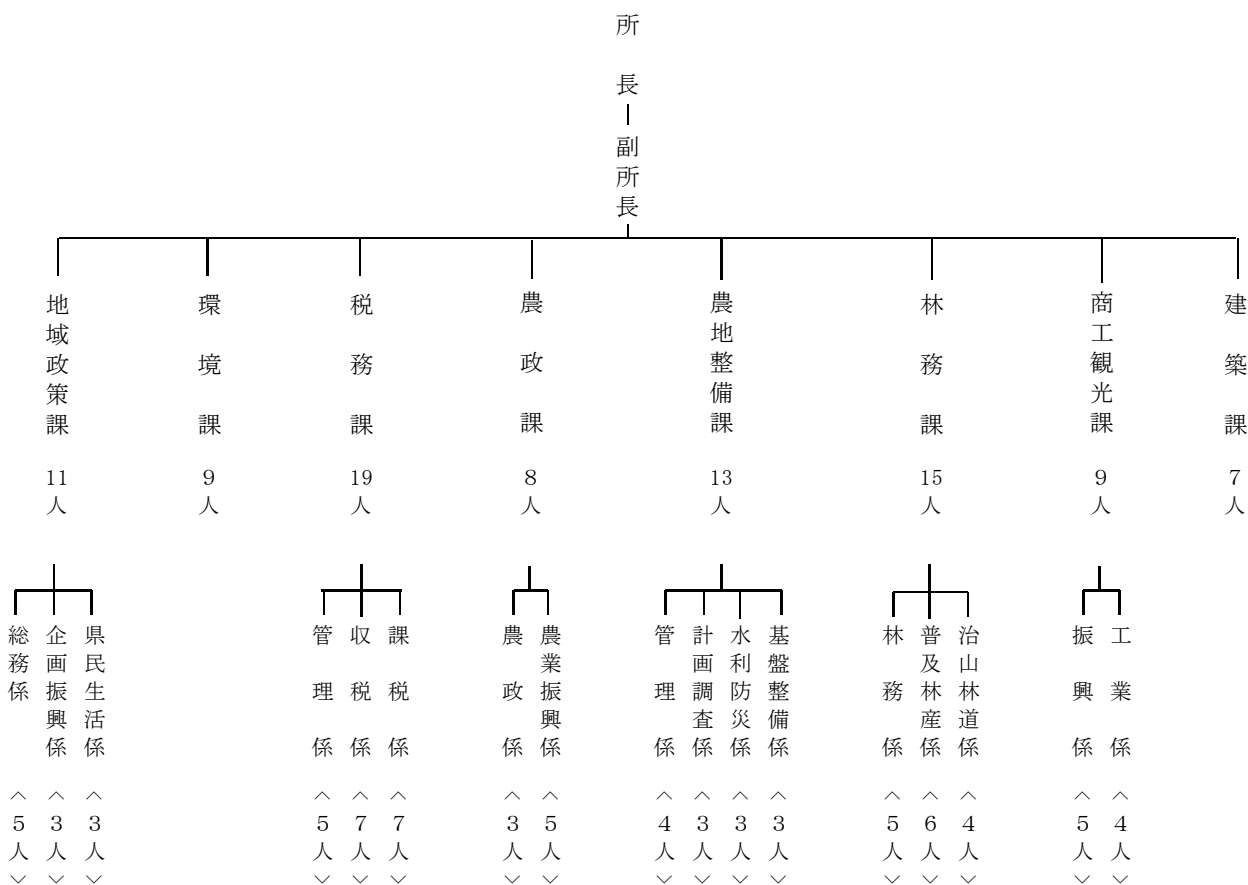 所長
副所長
地域政策課 11人
環境課 9人
税務課 19人
農政課 8人
農地整備課 13人
林務課 15人
商工観光課 9人
建築課 7人
総務係〈5人〉
企画振興係〈3人〉
県民生活係〈3人〉
管理係〈5人〉
収税係〈7人〉
課税係〈7人〉
農政係〈3人〉
農業振興係〈5人〉
管理係〈4人〉
計画調査係〈3人〉
水利防災係〈3人〉
基盤整備係〈3人〉
林務係〈5人〉
普及林産係〈6人〉
治山林道係〈4人〉
振興係〈5人〉
工業係〈4人〉